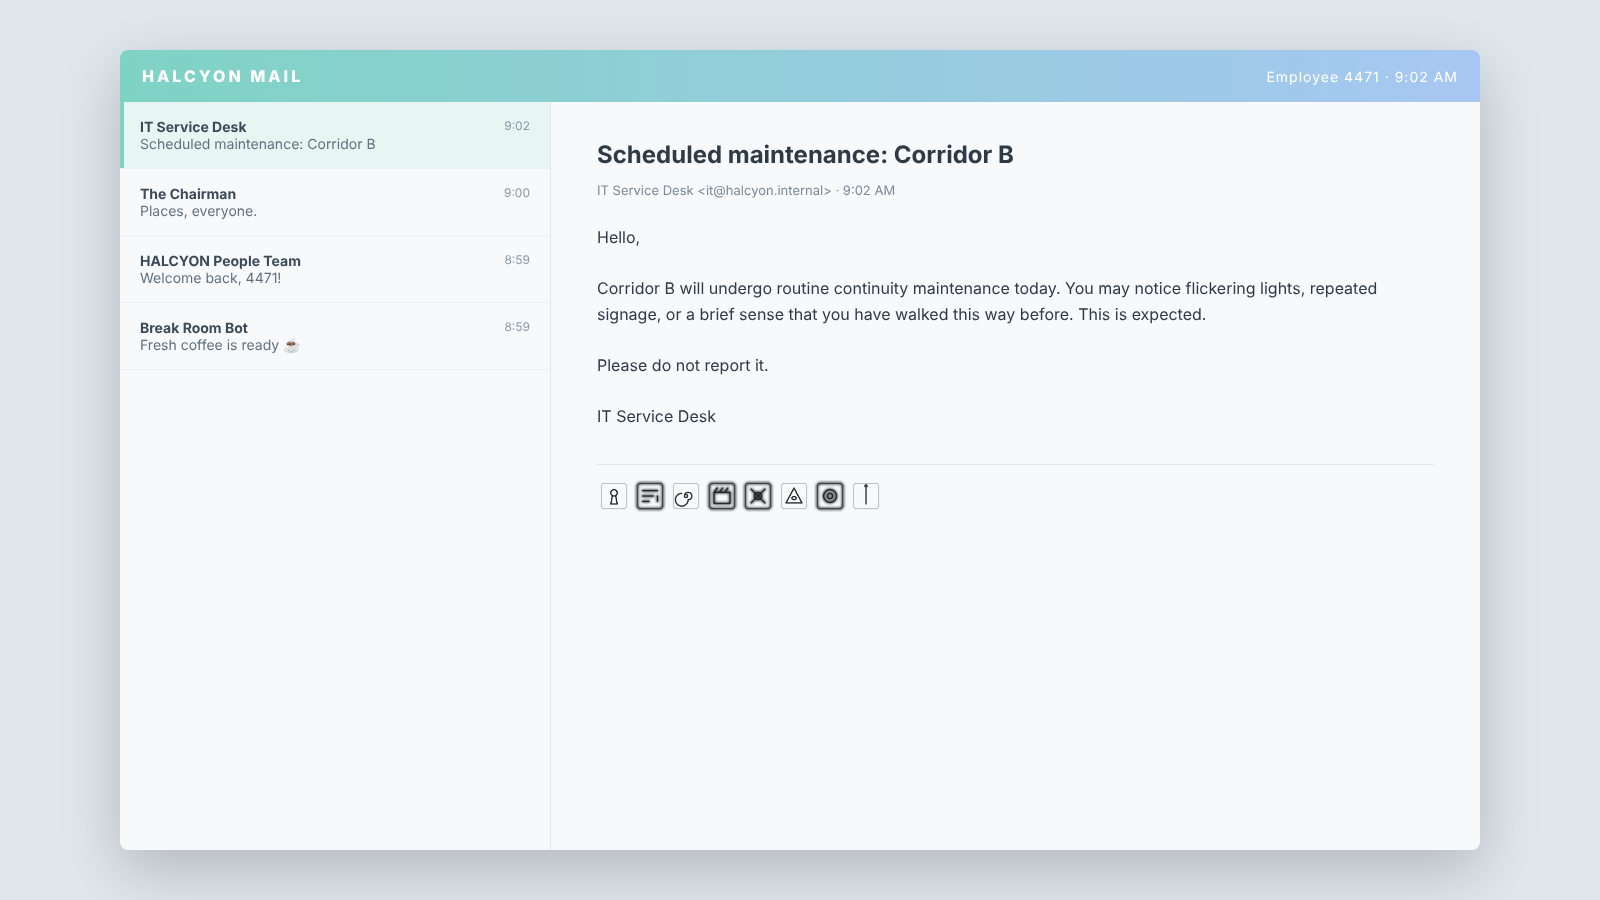 HALCYON MAIL
Employee 4471 · 9:02 AM
IT Service Desk 9:02
Scheduled maintenance: Corridor B
The Chairman 9:00
Places, everyone.
HALCYON People Team 8:59
Welcome back, 4471!
Break Room Bot 8:59
Fresh coffee is ready ☕
Scheduled maintenance: Corridor B
IT Service Desk <it@halcyon.internal> · 9:02 AM
Hello,
Corridor B will undergo routine continuity maintenance today. You may notice flickering lights, repeated
signage, or a brief sense that you have walked this way before. This is expected.
Please do not report it.
IT Service Desk